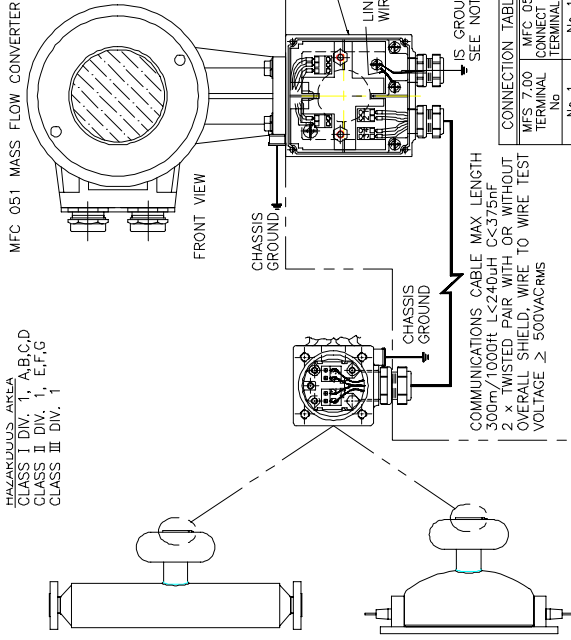 MFC 051 MASS FLOW CONVERTER
FRONT VIEW
HAZARDOUS AREA
CLASS I DIV. 1, A,B,C,D
CLASS II DIV. 1, E,F,G
CLASS III DIV. 1
CHASSIS
GROUND
CHASSIS
GROUND
LIN
WIR
IS GROU
SEE NOT
COMMUNICATIONS CABLE MAX LENGTH
300m/1000ft L<240uH C<375nF
2 x TWISTED PAIR WITH OR WITHOUT
OVERALL SHIELD, WIRE TO WIRE TEST
VOLTAGE ≥ 500VACRMS
CONNECTION TABL
MFS 7.00 MFC 05
TERMINAL CONNECT
No TERMINAL
No 1 No 1